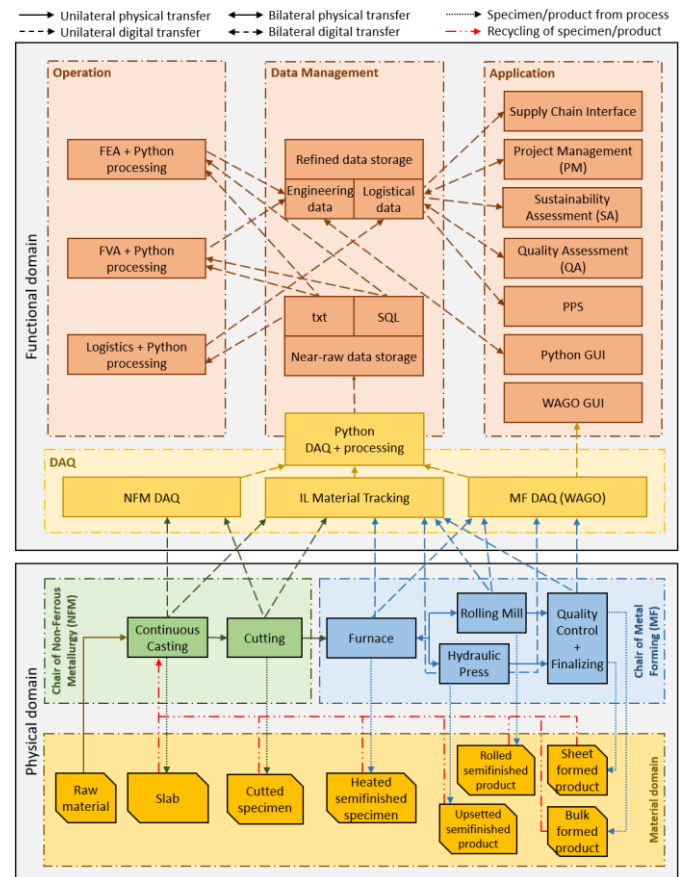 Unilateral physical transfer
Bilateral physical transfer
Specimen/product from process
Unilateral digital transfer
Bilateral digital transfer
Recycling of specimen/product
Functional domain
Operation
Data Management
Application
FEA + Python
processing
FVA + Python
processing
Logistics + Python
processing
Refined data storage
Engineering
data
Logistical
data
txt
SQL
Near-raw data storage
Supply Chain Interface
Project Management
(PM)
Sustainability
Assessment (SA)
Quality Assessment
(QA)
PPS
Python GUI
WAGO GUI
Python
DAQ + processing
DAQ
NFM DAQ
IL Material Tracking
MF DAQ (WAGO)
Physical domain
Chair of Non-Ferrous
Metallurgy (NFM)
Continuous
Casting
Cutting
Furnace
Rolling Mill
Hydraulic
Press
Quality
Control
+
Finalizing
Chair of Metal
Forming (MF)
Raw
material
Slab
Cutted
specimen
Heated
semifinished
specimen
Rolled
semifinished
product
Upsetted
semifinished
product
Sheet
formed
product
Bulk
formed
product
Material domain